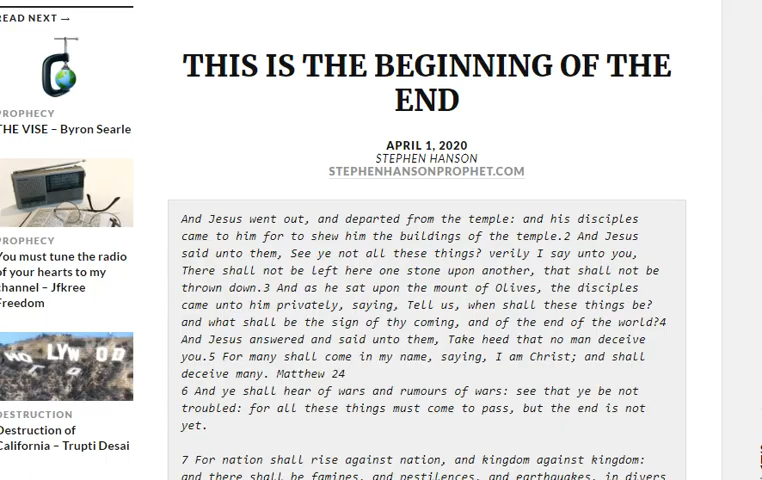 READ NEXT →
PROPHECY
THE VISE – Byron Searle
PROPHECY
You must tune the radio
of your hearts to my
channel – Jfkree
Freedom
DESTRUCTION
Destruction of
California – Trupti Desai
THIS IS THE BEGINNING OF THE
END
APRIL 1, 2020
STEPHEN HANSON
STEPHENHANSONPROPHET.COM
And Jesus went out, and departed from the temple: and his disciples
came to him for to shew him the buildings of the temple.2 And Jesus
said unto them, See ye not all these things? verily I say unto you,
There shall not be left here one stone upon another, that shall not be
thrown down.3 And as he sat upon the mount of Olives, the disciples
came unto him privately, saying, Tell us, when shall these things be?
and what shall be the sign of thy coming, and of the end of the world?4
And Jesus answered and said unto them, Take heed that no man deceive
you.5 For many shall come in my name, saying, I am Christ; and shall
deceive many. Matthew 24
6 And ye shall hear of wars and rumours of wars: see that ye be not
troubled: for all these things must come to pass, but the end is not
yet.
7 For nation shall rise against nation, and kingdom against kingdom:
and there shall be famines, and pestilences, and earthquakes, in divers